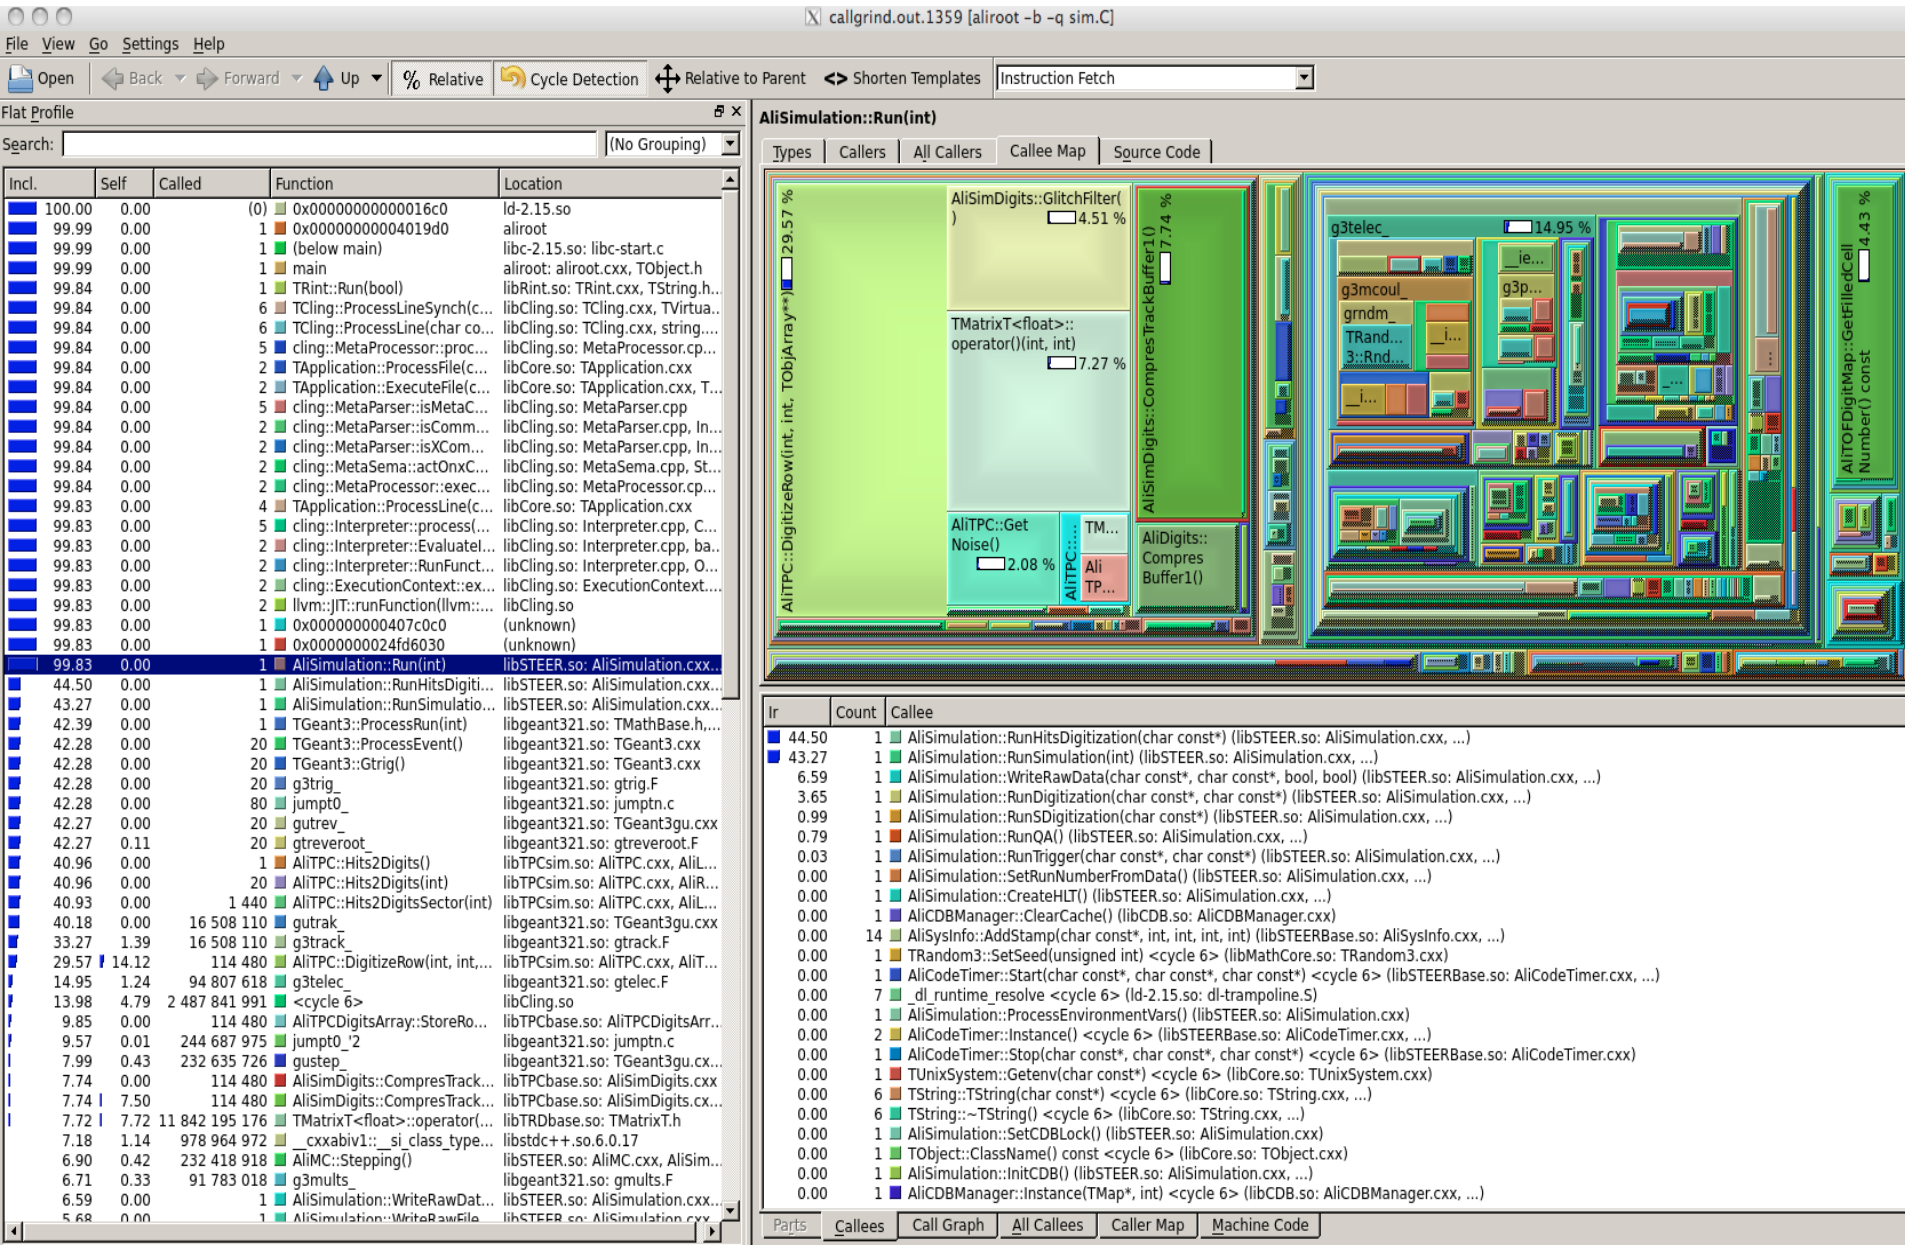 callgrind.out.1359 [aliroot -b -q sim.C]
File View Go Settings Help
Open Back Forward Up % Relative Cycle Detection Relative to Parent <> Shorten Templates Instruction Fetch
Flat Profile
Search: (No Grouping)
Incl. Self Called Function Location
100.00 0.00 (0) 0x00000000000016c0 ld-2.15.so
99.99 0.00 1 0x00000000004019d0 aliroot
99.99 0.00 1 (below main) libc-2.15.so: libc-start.c
99.99 0.00 1 main aliroot: aliroot.cxx, TObject.h
99.84 0.00 1 TRint::Run(bool) libRint.so: TRint.cxx, TString.h...
99.84 0.00 6 TCling::ProcessLineSynch(c... libCling.so: TCling.cxx, TVirtua...
99.84 0.00 6 TCling::ProcessLine(char co... libCling.so: TCling.cxx, string....
99.84 0.00 5 cling::MetaProcessor::proc... libCling.so: MetaProcessor.cp...
99.84 0.00 2 TApplication::ProcessFile(c... libCore.so: TApplication.cxx
99.84 0.00 2 TApplication::ExecuteFile(c... libCore.so: TApplication.cxx, T...
99.84 0.00 5 cling::MetaParser::isMetaC... libCling.so: MetaParser.cpp
99.84 0.00 2 cling::MetaParser::isComm... libCling.so: MetaParser.cpp, In...
99.84 0.00 2 cling::MetaParser::isXCom... libCling.so: MetaParser.cpp, In...
99.84 0.00 2 cling::MetaSema::actOnxC... libCling.so: MetaSema.cpp, St...
99.84 0.00 2 cling::MetaProcessor::exec... libCling.so: MetaProcessor.cp...
99.83 0.00 4 TApplication::ProcessLine(c... libCore.so: TApplication.cxx
99.83 0.00 5 cling::Interpreter::process(... libCling.so: Interpreter.cpp, C...
99.83 0.00 2 cling::Interpreter::EvaluateI... libCling.so: Interpreter.cpp, ba...
99.83 0.00 2 cling::Interpreter::RunFunct... libCling.so: Interpreter.cpp, O...
99.83 0.00 2 cling::ExecutionContext::ex... libCling.so: ExecutionContext....
99.83 0.00 2 llvm::JIT::runFunction(llvm::... libCling.so
99.83 0.00 1 0x000000000407c0c0 (unknown)
99.83 0.00 1 0x0000000024fd6030 (unknown)
99.83 0.00 1 AliSimulation::Run(int) libSTEER.so: AliSimulation.cxx...
44.50 0.00 1 AliSimulation::RunHitsDigiti... libSTEER.so: AliSimulation.cxx...
43.27 0.00 1 AliSimulation::RunSimulatio... libSTEER.so: AliSimulation.cxx...
42.39 0.00 1 TGeant3::ProcessRun(int) libgeant321.so: TMathBase.h,...
42.28 0.00 20 TGeant3::ProcessEvent() libgeant321.so: TGeant3.cxx
42.28 0.00 20 TGeant3::Gtrig() libgeant321.so: TGeant3.cxx
42.28 0.00 20 g3trig_ libgeant321.so: gtrig.F
42.28 0.00 80 jumpt0_ libgeant321.so: jumptn.c
42.27 0.00 20 gutrev_ libgeant321.so: TGeant3gu.cxx
42.27 0.11 20 gtreveroot_ libgeant321.so: gtreveroot.F
40.96 0.00 1 AliTPC::Hits2Digits() libTPCsim.so: AliTPC.cxx, AliL...
40.96 0.00 20 AliTPC::Hits2Digits(int) libTPCsim.so: AliTPC.cxx, AliR...
40.93 0.00 1 440 AliTPC::Hits2DigitsSector(int) libTPCsim.so: AliTPC.cxx, AliL...
40.18 0.00 16 508 110 gutrak_ libgeant321.so: TGeant3gu.cxx
33.27 1.39 16 508 110 g3track_ libgeant321.so: gtrack.F
29.57 14.12 114 480 AliTPC::DigitizeRow(int, int,... libTPCsim.so: AliTPC.cxx, AliT...
14.95 1.24 94 807 618 g3telec_ libgeant321.so: gtelec.F
13.98 4.79 2 487 841 991 <cycle 6> libCling.so
9.85 0.00 114 480 AliTPCDigitsArray::StoreRo... libTPCbase.so: AliTPCDigitsArr...
9.57 0.01 244 687 975 jumpt0_'2 libgeant321.so: jumptn.c
7.99 0.43 232 635 726 gustep_ libgeant321.so: TGeant3gu.cx...
7.74 0.00 114 480 AliSimDigits::CompresTrack... libTPCbase.so: AliSimDigits.cxx
7.74 7.50 114 480 AliSimDigits::CompresTrack... libTPCbase.so: AliSimDigits.cx...
7.72 7.72 11 842 195 176 TMatrixT<float>::operator(... libTRDbase.so: TMatrixT.h
7.18 1.14 978 964 972 __cxxabiv1::__si_class_type... libstdc++.so.6.0.17
6.90 0.42 232 418 918 AliMC::Stepping() libSTEER.so: AliMC.cxx, AliSim...
6.71 0.33 91 783 018 g3mults_ libgeant321.so: gmults.F
6.59 0.00 1 AliSimulation::WriteRawDat... libSTEER.so: AliSimulation.cxx...
5.68 0.00 1 AliSimulation::WriteRawFile... libSTEER.so: AliSimulation.cxx...
AliSimulation::Run(int)
Types Callers All Callers Callee Map Source Code
AliTPC::DigitizeRow(int, int, TObjArray**) 29.57 %
AliSimDigits::GlitchFilter(
) 4.51 %
TMatrixT<float>::
operator()(int, int)
7.27 %
AliTPC::Get
Noise()
2.08 %
AliTPC::...
TM...
Ali
TP...
AliSimDigits::CompresTrackBuffer1() 7.74 %
AliDigits::
Compres
Buffer1()
g3telec_ 14.95 %
g3mcoul_
grndm_
TRand...
3::Rnd...
__i...
__i...
__ie...
g3p...
_...
AliTOFDigitMap::GetFilledCell 4.43 %
Number() const
Ir Count Callee
44.50 1 AliSimulation::RunHitsDigitization(char const*) (libSTEER.so: AliSimulation.cxx, ...)
43.27 1 AliSimulation::RunSimulation(int) (libSTEER.so: AliSimulation.cxx, ...)
6.59 1 AliSimulation::WriteRawData(char const*, char const*, bool, bool) (libSTEER.so: AliSimulation.cxx, ...)
3.65 1 AliSimulation::RunDigitization(char const*, char const*) (libSTEER.so: AliSimulation.cxx, ...)
0.99 1 AliSimulation::RunSDigitization(char const*) (libSTEER.so: AliSimulation.cxx, ...)
0.79 1 AliSimulation::RunQA() (libSTEER.so: AliSimulation.cxx, ...)
0.03 1 AliSimulation::RunTrigger(char const*, char const*) (libSTEER.so: AliSimulation.cxx, ...)
0.00 1 AliSimulation::SetRunNumberFromData() (libSTEER.so: AliSimulation.cxx, ...)
0.00 1 AliSimulation::CreateHLT() (libSTEER.so: AliSimulation.cxx, ...)
0.00 1 AliCDBManager::ClearCache() (libCDB.so: AliCDBManager.cxx)
0.00 14 AliSysInfo::AddStamp(char const*, int, int, int, int) (libSTEERBase.so: AliSysInfo.cxx, ...)
0.00 1 TRandom3::SetSeed(unsigned int) <cycle 6> (libMathCore.so: TRandom3.cxx)
0.00 1 AliCodeTimer::Start(char const*, char const*, char const*) <cycle 6> (libSTEERBase.so: AliCodeTimer.cxx, ...)
0.00 7 _dl_runtime_resolve <cycle 6> (ld-2.15.so: dl-trampoline.S)
0.00 1 AliSimulation::ProcessEnvironmentVars() (libSTEER.so: AliSimulation.cxx)
0.00 2 AliCodeTimer::Instance() <cycle 6> (libSTEERBase.so: AliCodeTimer.cxx, ...)
0.00 1 AliCodeTimer::Stop(char const*, char const*, char const*) <cycle 6> (libSTEERBase.so: AliCodeTimer.cxx)
0.00 1 TUnixSystem::Getenv(char const*) <cycle 6> (libCore.so: TUnixSystem.cxx)
0.00 6 TString::TString(char const*) <cycle 6> (libCore.so: TString.cxx, ...)
0.00 6 TString::~TString() <cycle 6> (libCore.so: TString.cxx, ...)
0.00 1 AliSimulation::SetCDBLock() (libSTEER.so: AliSimulation.cxx)
0.00 1 TObject::ClassName() const <cycle 6> (libCore.so: TObject.cxx)
0.00 1 AliSimulation::InitCDB() (libSTEER.so: AliSimulation.cxx, ...)
0.00 1 AliCDBManager::Instance(TMap*, int) <cycle 6> (libCDB.so: AliCDBManager.cxx, ...)
Parts Callees Call Graph All Callees Caller Map Machine Code